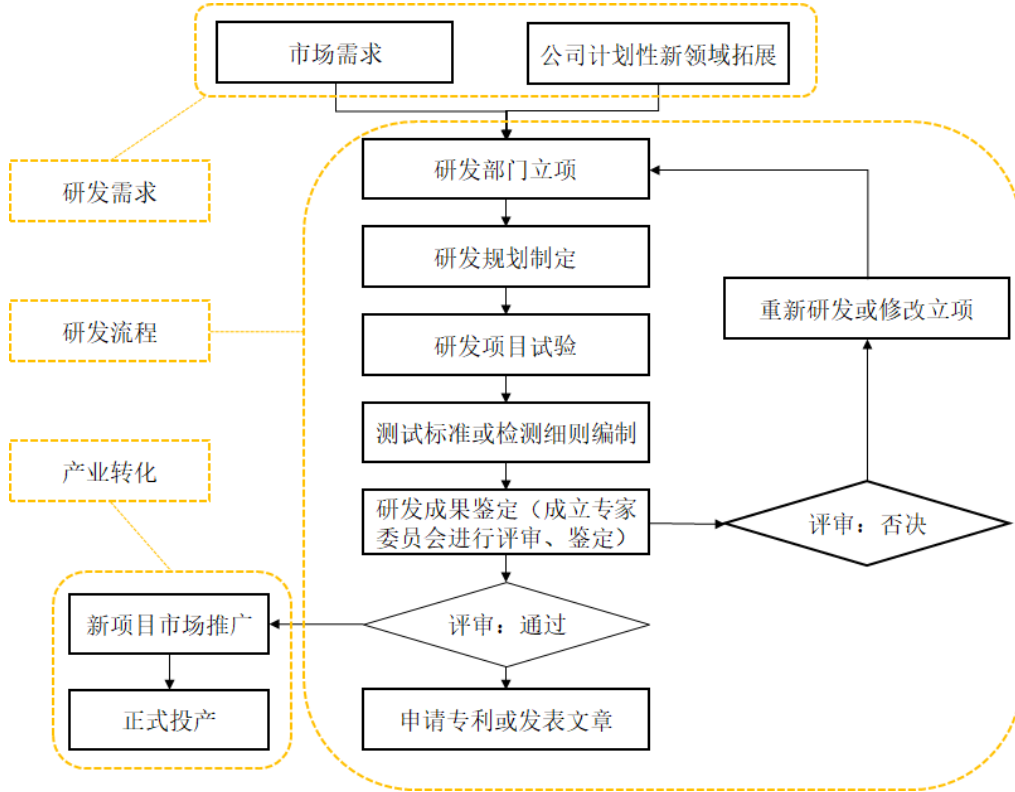 市场需求
公司计划性新领域拓展
研发需求
研发部门立项
研发规划制定
重新研发或修改立项
研发流程
研发项目试验
测试标准或检测细则编制
产业转化
研发成果鉴定（成立专家
委员会进行评审、鉴定）
评审：否决
新项目市场推广
评审：通过
正式投产
申请专利或发表文章